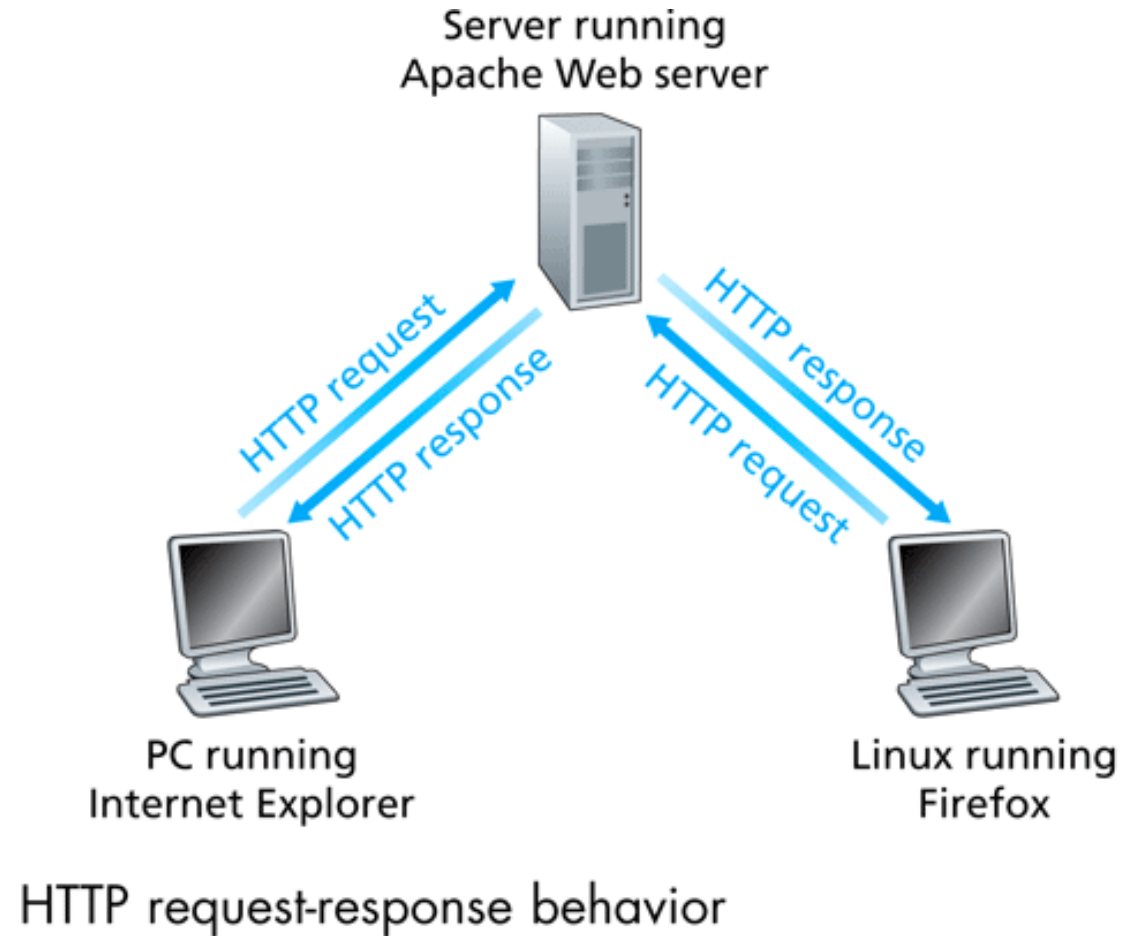 Server running
Apache Web server
HTTP request
HTTP response
HTTP response
HTTP request
PC running
Internet Explorer
Linux running
Firefox
HTTP request-response behavior